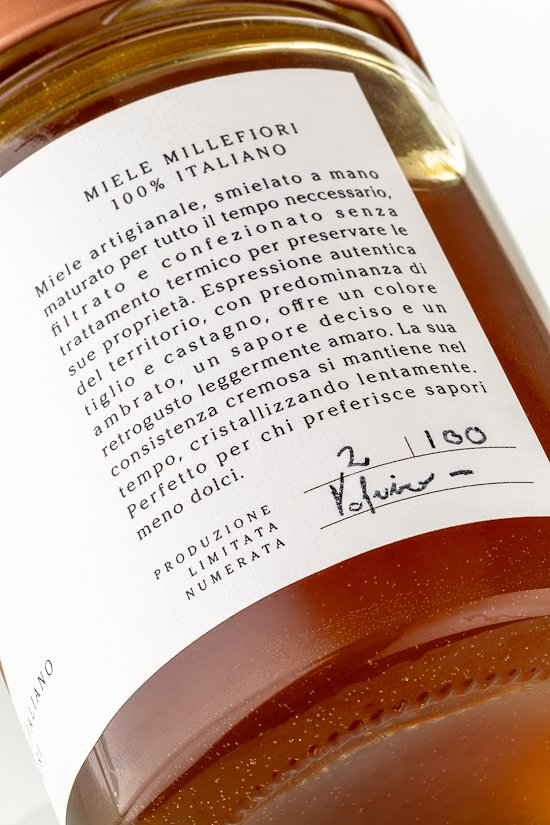 MIELE MILLEFIORI
100% ITALIANO
Miele artigianale, smielato a mano
maturato per tutto il tempo neccessario,
filtrato e confezionato senza
trattamento termico per preservare le
sue proprietà. Espressione autentica
del territorio, con predominanza di
tiglio e castagno, offre un colore
ambrato, un sapore deciso e un
retrogusto leggermente amaro. La sua
consistenza cremosa si mantiene nel
tempo, cristallizzando lentamente.
Perfetto per chi preferisce sapori
meno dolci.
2 | 100
PRODUZIONE
LIMITATA
NUMERATA